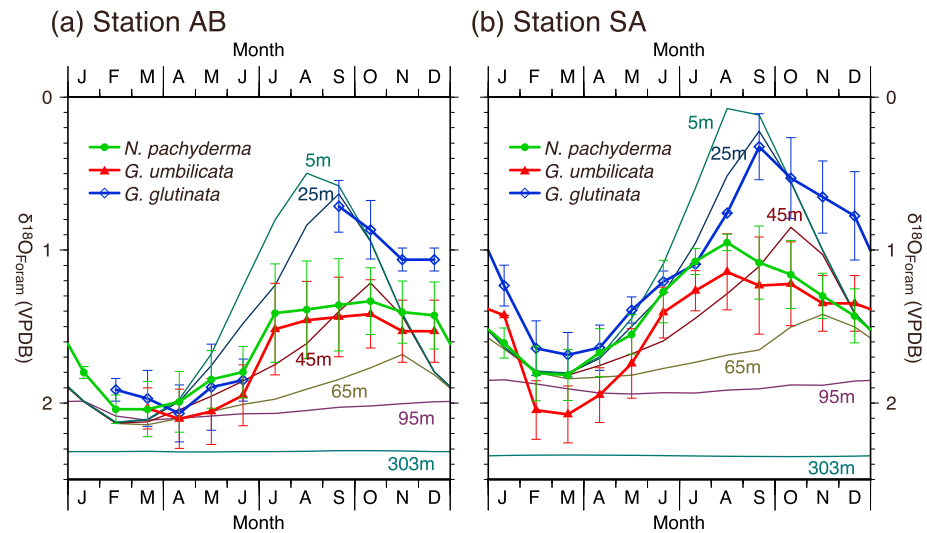 (a) Station AB
Month
J F M A M J J A S O N D
0
1
2
N. pachyderma
G. umbilicata
G. glutinata
5m
25m
45m
65m
95m
303m
J F M A M J J A S O N D
Month
δ18OForam (VPDB)
(b) Station SA
Month
J F M A M J J A S O N D
N. pachyderma
G. umbilicata
G. glutinata
5m
25m
45m
65m
95m
303m
0
1
2
J F M A M J J A S O N D
Month
δ18OForam (VPDB)